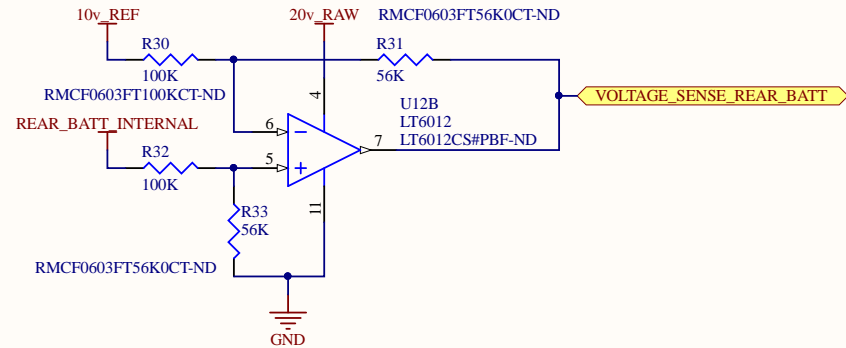 10v_REF
20v_RAW
RMCF0603FT56K0CT-ND
R30
100K
RMCF0603FT100KCT-ND
R31
56K
VOLTAGE_SENSE_REAR_BATT
4
U12B
LT6012
LT6012CS#PBF-ND
6
7
REAR_BATT_INTERNAL
R32
100K
5
11
R33
56K
RMCF0603FT56K0CT-ND
GND